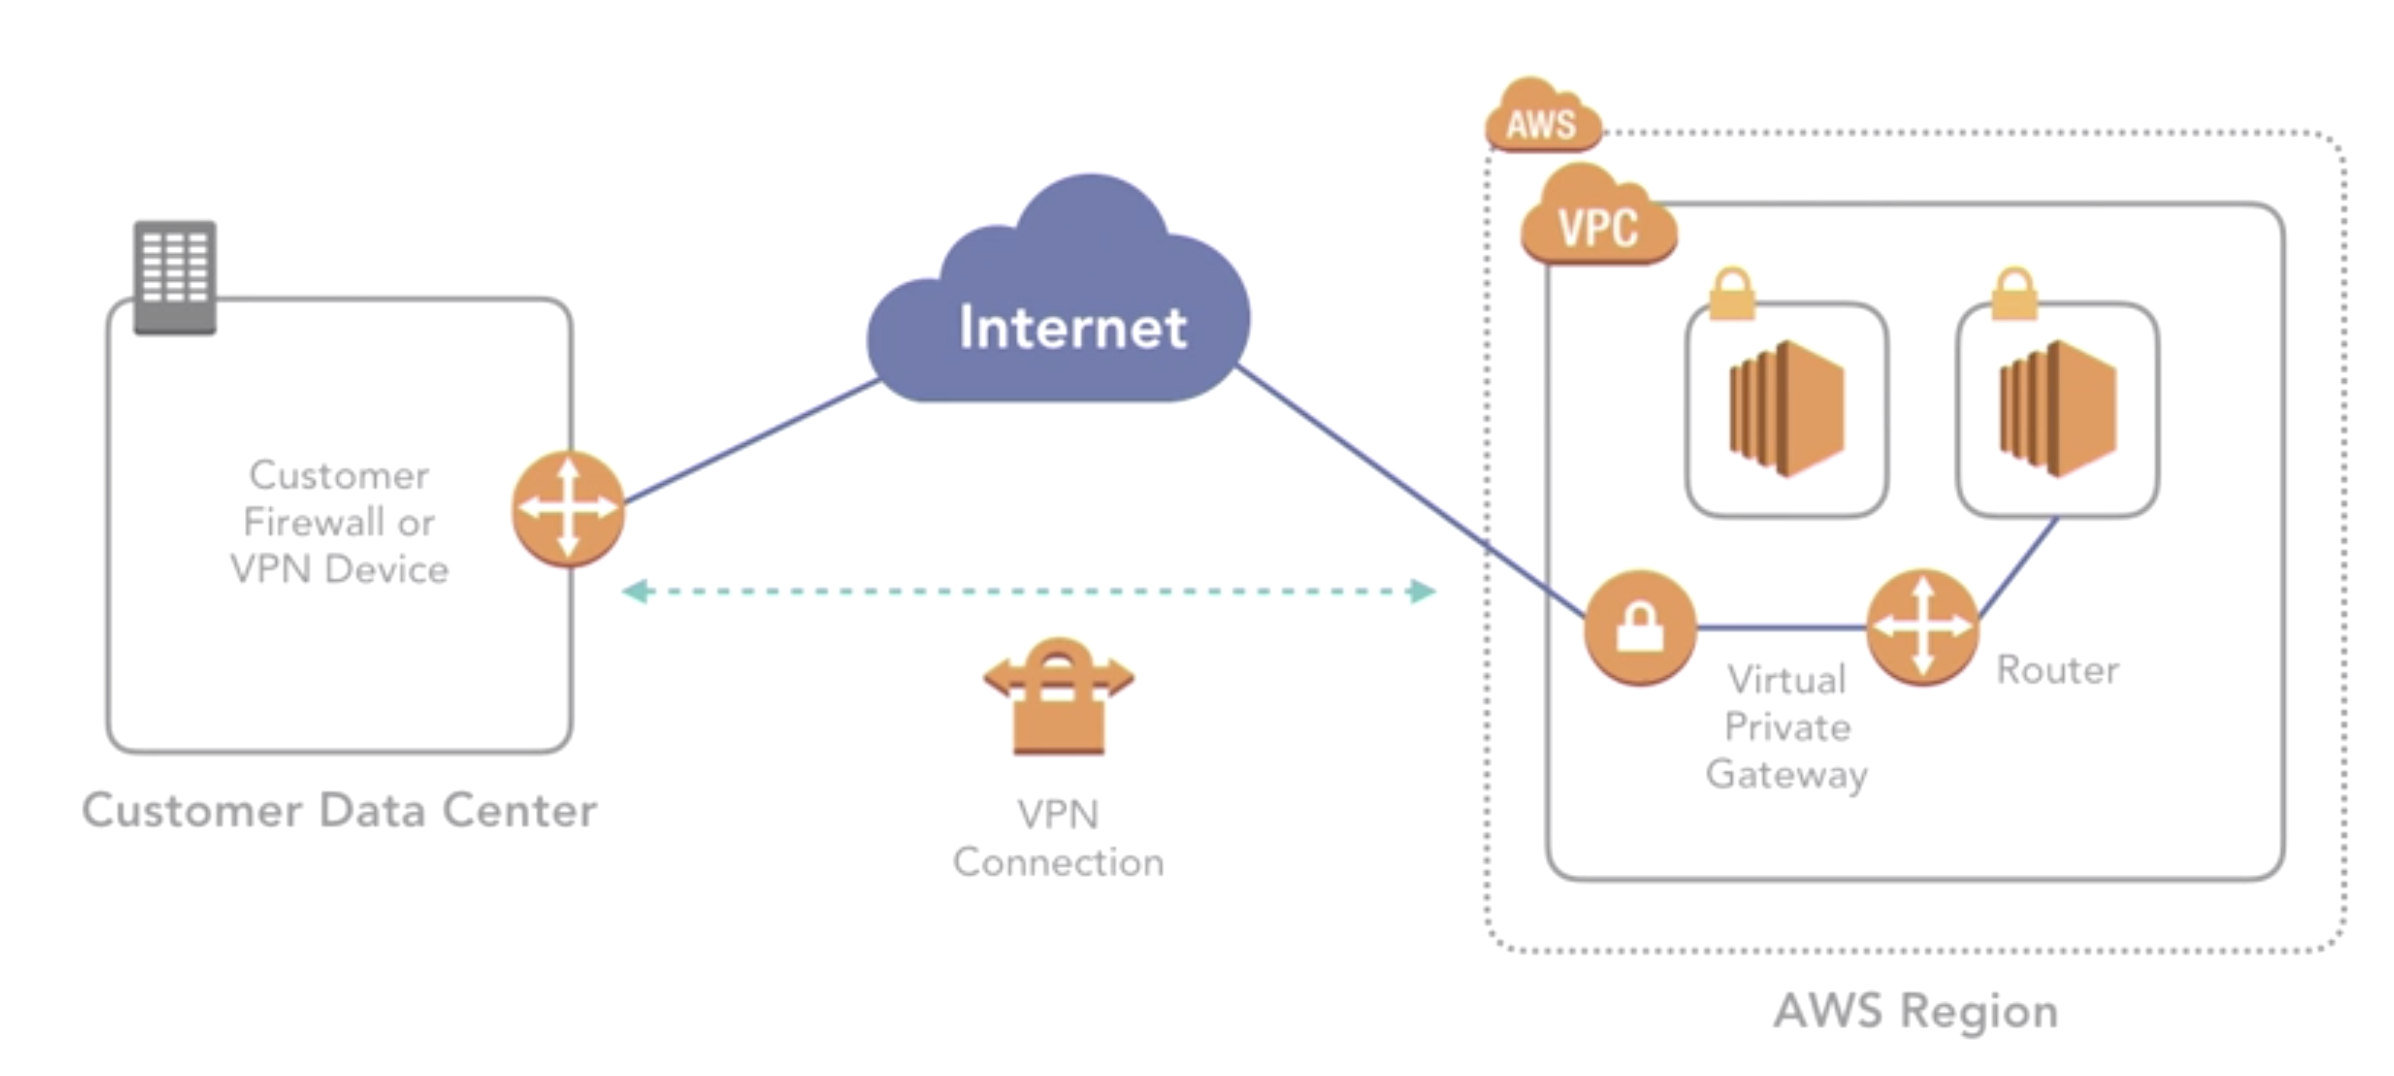 AWS
VPC
Internet
Customer
Firewall or
VPN Device
Customer Data Center
VPN
Connection
Virtual
Private
Gateway
Router
AWS Region